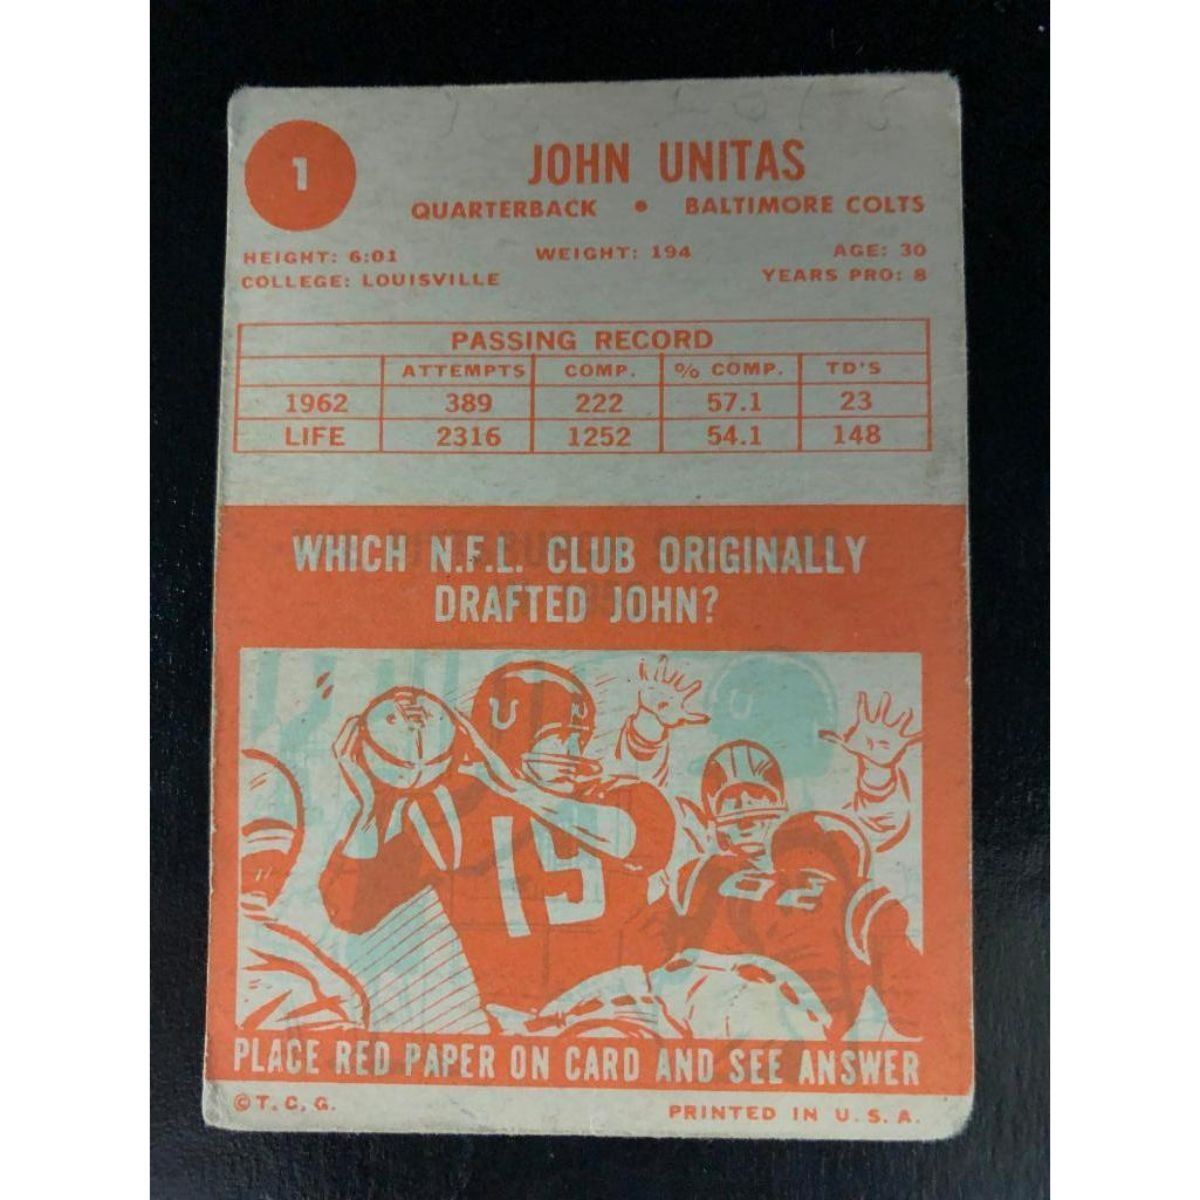 1
JOHN UNITAS
QUARTERBACK • BALTIMORE COLTS
HEIGHT: 6:01 WEIGHT: 194 AGE: 30
COLLEGE: LOUISVILLE YEARS PRO: 8
PASSING RECORD
ATTEMPTS COMP. % COMP. TD'S
1962 389 222 57.1 23
LIFE 2316 1252 54.1 148
WHICH N.F.L. CLUB ORIGINALLY
DRAFTED JOHN?
U
19
82
PLACE RED PAPER ON CARD AND SEE ANSWER
© T. C. G. PRINTED IN U. S. A.